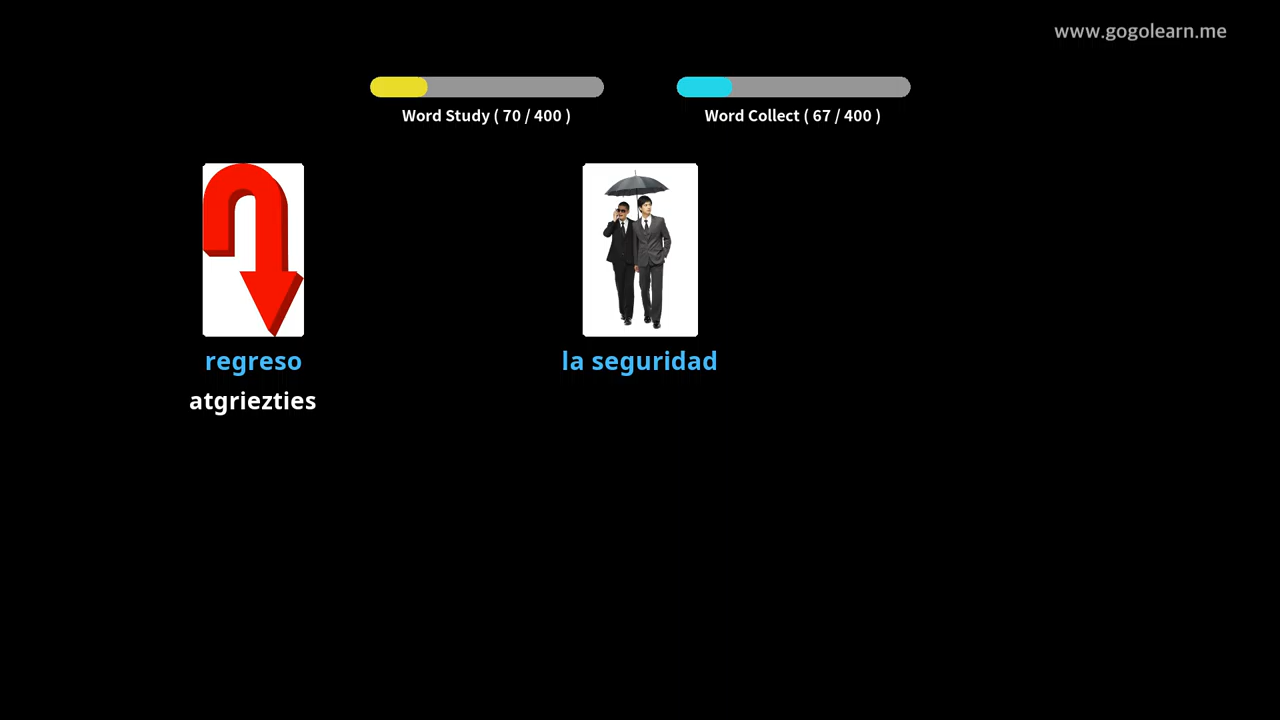 www.gogolearn.me
Word Study ( 70 / 400 )
Word Collect ( 67 / 400 )
regreso
atgriezties
la seguridad